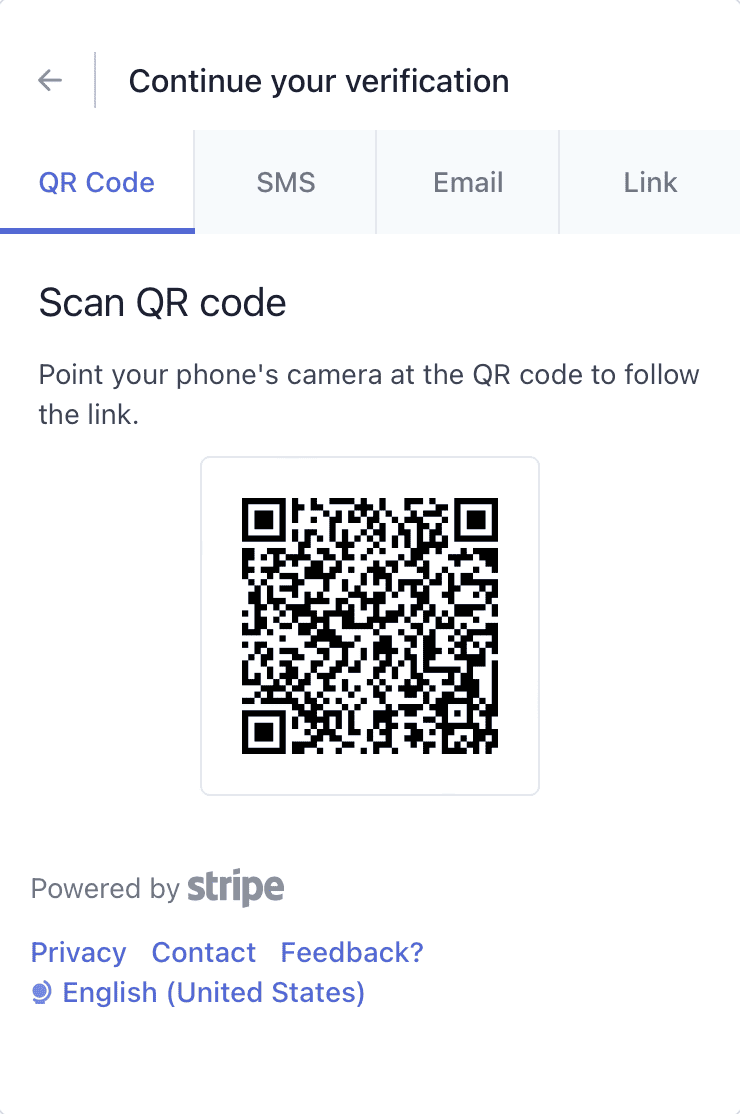 Continue your verification
QR Code
SMS
Email
Link
Scan QR code
Point your phone's camera at the QR code to follow
the link.
Powered by stripe
Privacy Contact Feedback?
English (United States)